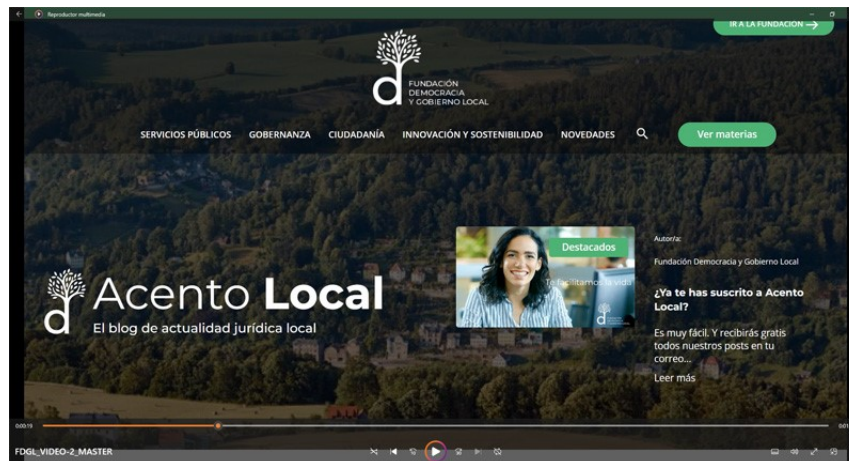 Reproductor multimedia
IR A LA FUNDACIÓN →
FUNDACIÓN
DEMOCRACIA
Y GOBIERNO LOCAL
SERVICIOS PÚBLICOS GOBERNANZA CIUDADANÍA INNOVACIÓN Y SOSTENIBILIDAD NOVEDADES Ver materias
Acento Local
El blog de actualidad jurídica local
Destacados
Te facilitamos la vida
Autor/a:
Fundación Democracia y Gobierno Local
¿Ya te has suscrito a Acento
Local?
Es muy fácil. Y recibirás gratis
todos nuestros posts en tu
correo...
Leer más
0:00:19
FDGL_VIDEO-2_MASTER